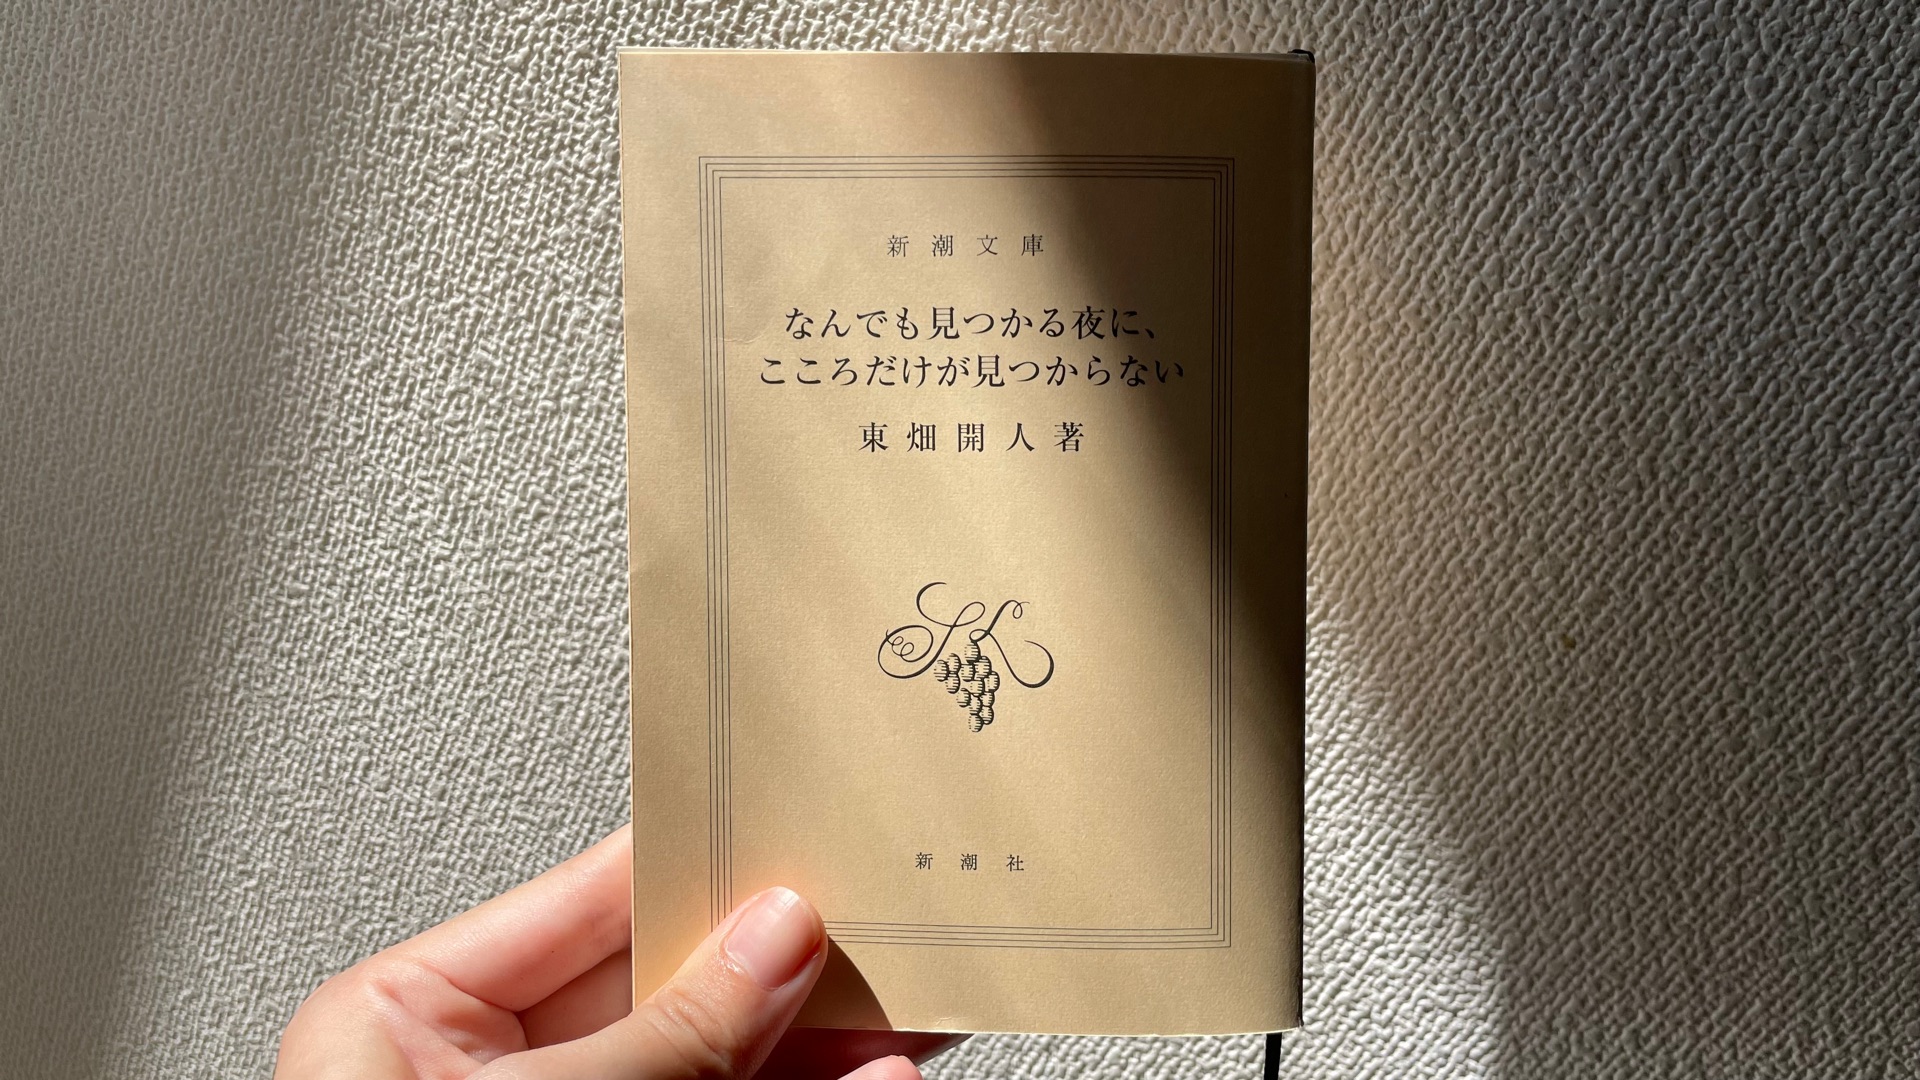 新潮文庫
なんでも見つかる夜に、
こころだけが見つからない
東畑開人著
SK
新潮社